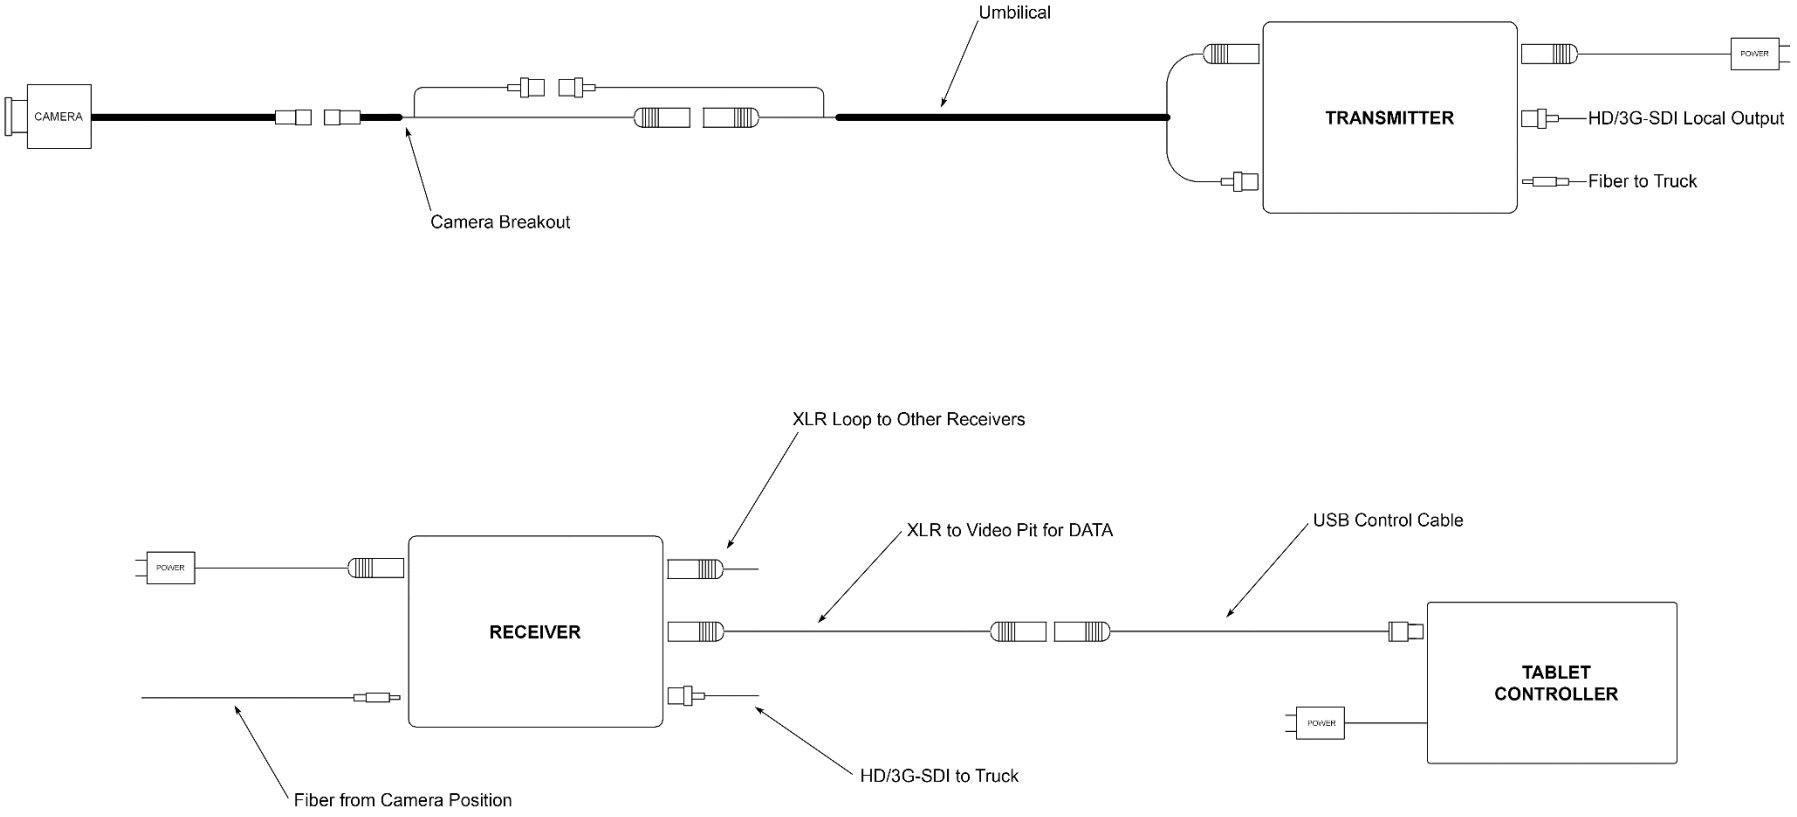 Umbilical
POWER
CAMERA
TRANSMITTER
HD/3G-SDI Local Output
Fiber to Truck
Camera Breakout
XLR Loop to Other Receivers
XLR to Video Pit for DATA
USB Control Cable
POWER
RECEIVER
TABLET
CONTROLLER
POWER
HD/3G-SDI to Truck
Fiber from Camera Position